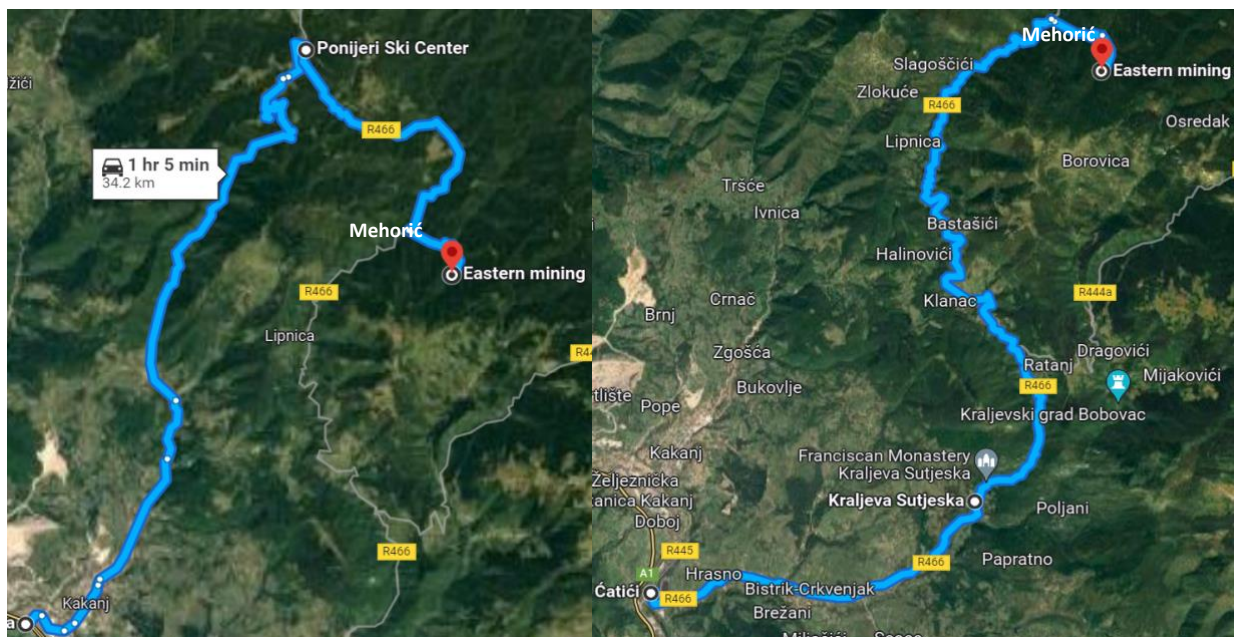 Ponijeri Ski Center
žići
R466
1 hr 5 min
34.2 km
Mehorić
Eastern mining
R466
Lipnica
R44
R466
Kakanj
a
Mehorić
Slagoščići
Eastern mining
Zlokuće
R466
Osredak
Lipnica
Borovica
Tršće
Ivnica
Bastašići
Halinovići
R444a
Crnač
Klanac
Brnj
Zgošća
Dragovići
Ratanj
Mijakovići
Bukovlje
R466
tlište
Pope
Kraljevski grad Bobovac
Kakanj
Franciscan Monastery
Kraljeva Sutjeska
Željeznička
anica Kakanj
Kraljeva Sutjeska
Poljani
Doboj
R445
Papratno
R466
A1
Hrasno
Ćatići
R466
Bistrik-Crkvenjak
Brežani